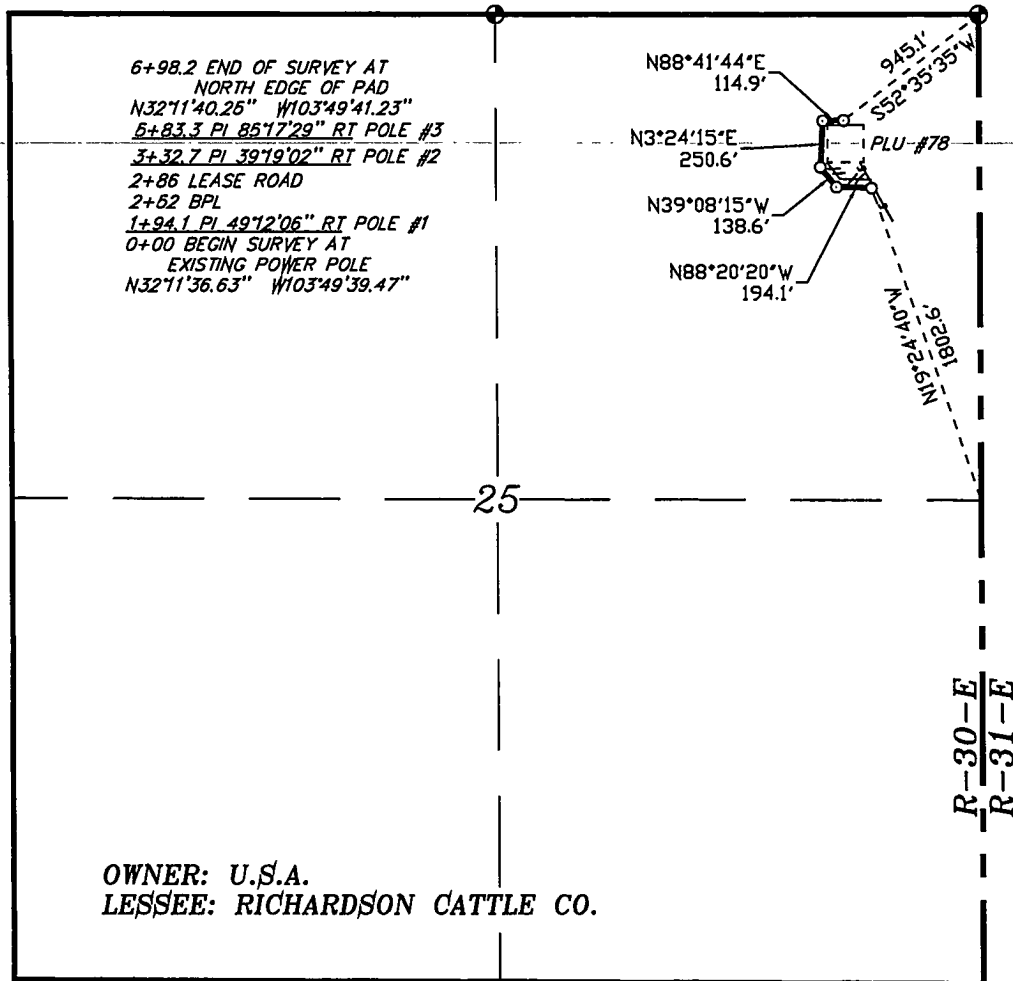 6+98.2 END OF SURVEY AT
NORTH EDGE OF PAD
N32°11'40.25" W103°49'41.23"
5+83.3 PI 85°17'29" RT POLE #3
3+32.7 PI 39°19'02" RT POLE #2
2+86 LEASE ROAD
2+52 BPL
1+94.1 PI 49°12'06" RT POLE #1
0+00 BEGIN SURVEY AT
EXISTING POWER POLE
N32°11'36.63" W103°49'39.47"
N88°41'44"E
114.9'
945.1'
S52°35'35"W
N3°24'15"E
250.6'
PLU #78
N39°08'15"W
138.6'
N88°20'20"W
194.1'
N19°24'40"W
1802.6'
25
R-30-E
R-31-E
OWNER: U.S.A.
LESSEE: RICHARDSON CATTLE CO.